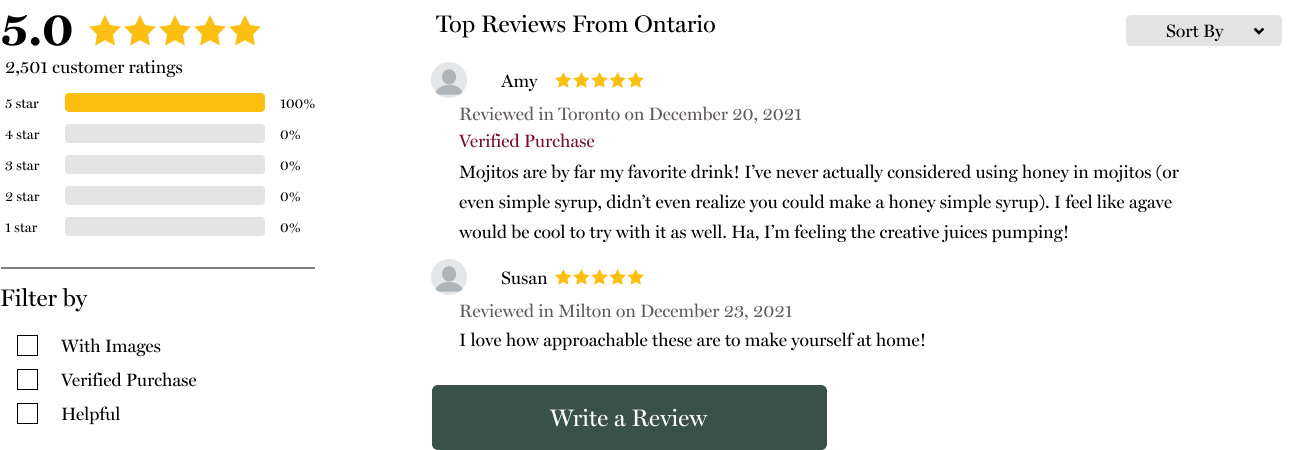 5.0
2,501 customer ratings
5 star 100%
4 star 0%
3 star 0%
2 star 0%
1 star 0%
Filter by
With Images
Verified Purchase
Helpful
Top Reviews From Ontario
Sort By
Amy
Reviewed in Toronto on December 20, 2021
Verified Purchase
Mojitos are by far my favorite drink! I’ve never actually considered using honey in mojitos (or
even simple syrup, didn’t even realize you could make a honey simple syrup). I feel like agave
would be cool to try with it as well. Ha, I’m feeling the creative juices pumping!
Susan
Reviewed in Milton on December 23, 2021
I love how approachable these are to make yourself at home!
Write a Review